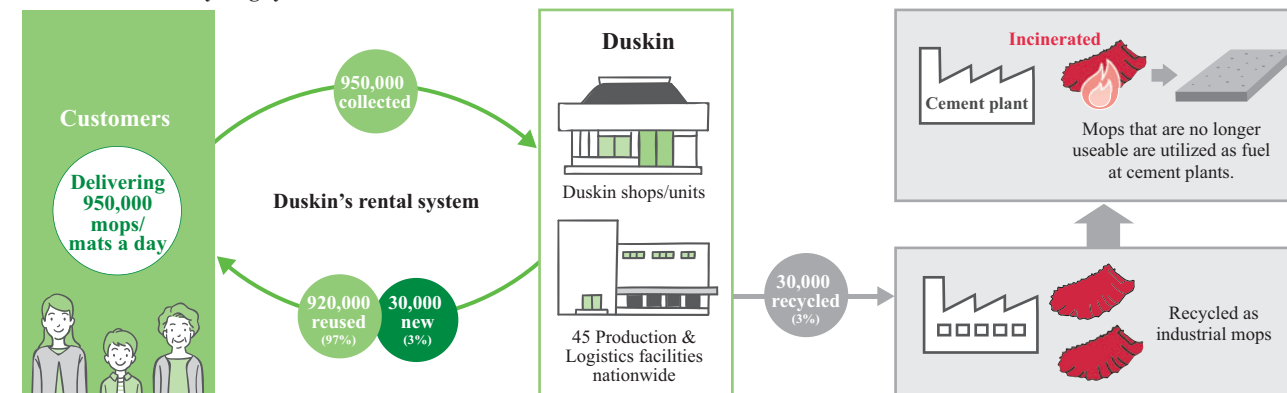 Customers
Delivering
950,000
mops/
mats a day
950,000
collected
Duskin's rental system
920,000
reused
(97%)
30,000
new
(3%)
Duskin
Duskin shops/units
45 Production &
Logistics facilities
nationwide
30,000
recycled
(3%)
Incinerated
Cement plant
Mops that are no longer
useable are utilized as fuel
at cement plants.
Recycled as
industrial mops